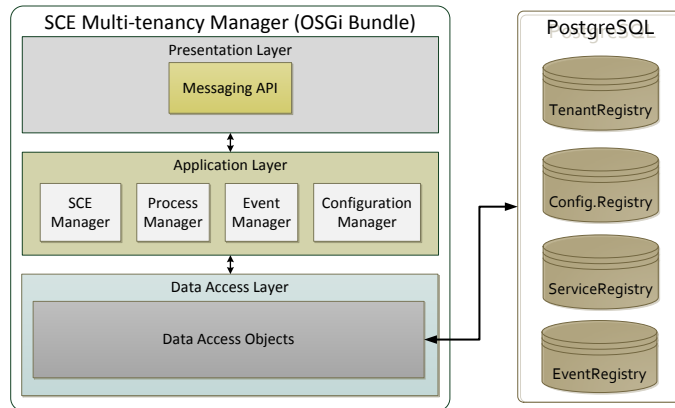 SCE Multi-tenancy Manager (OSGi Bundle)
Presentation Layer
Messaging API
Application Layer
SCE
Manager
Process
Manager
Event
Manager
Configuration
Manager
Data Access Layer
Data Access Objects
PostgreSQL
TenantRegistry
Config.Registry
ServiceRegistry
EventRegistry